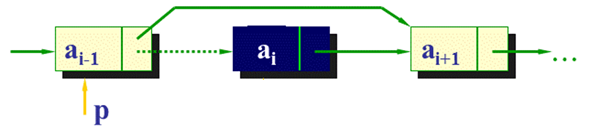 a_{i-1} a_i a_{i+1} ...
p